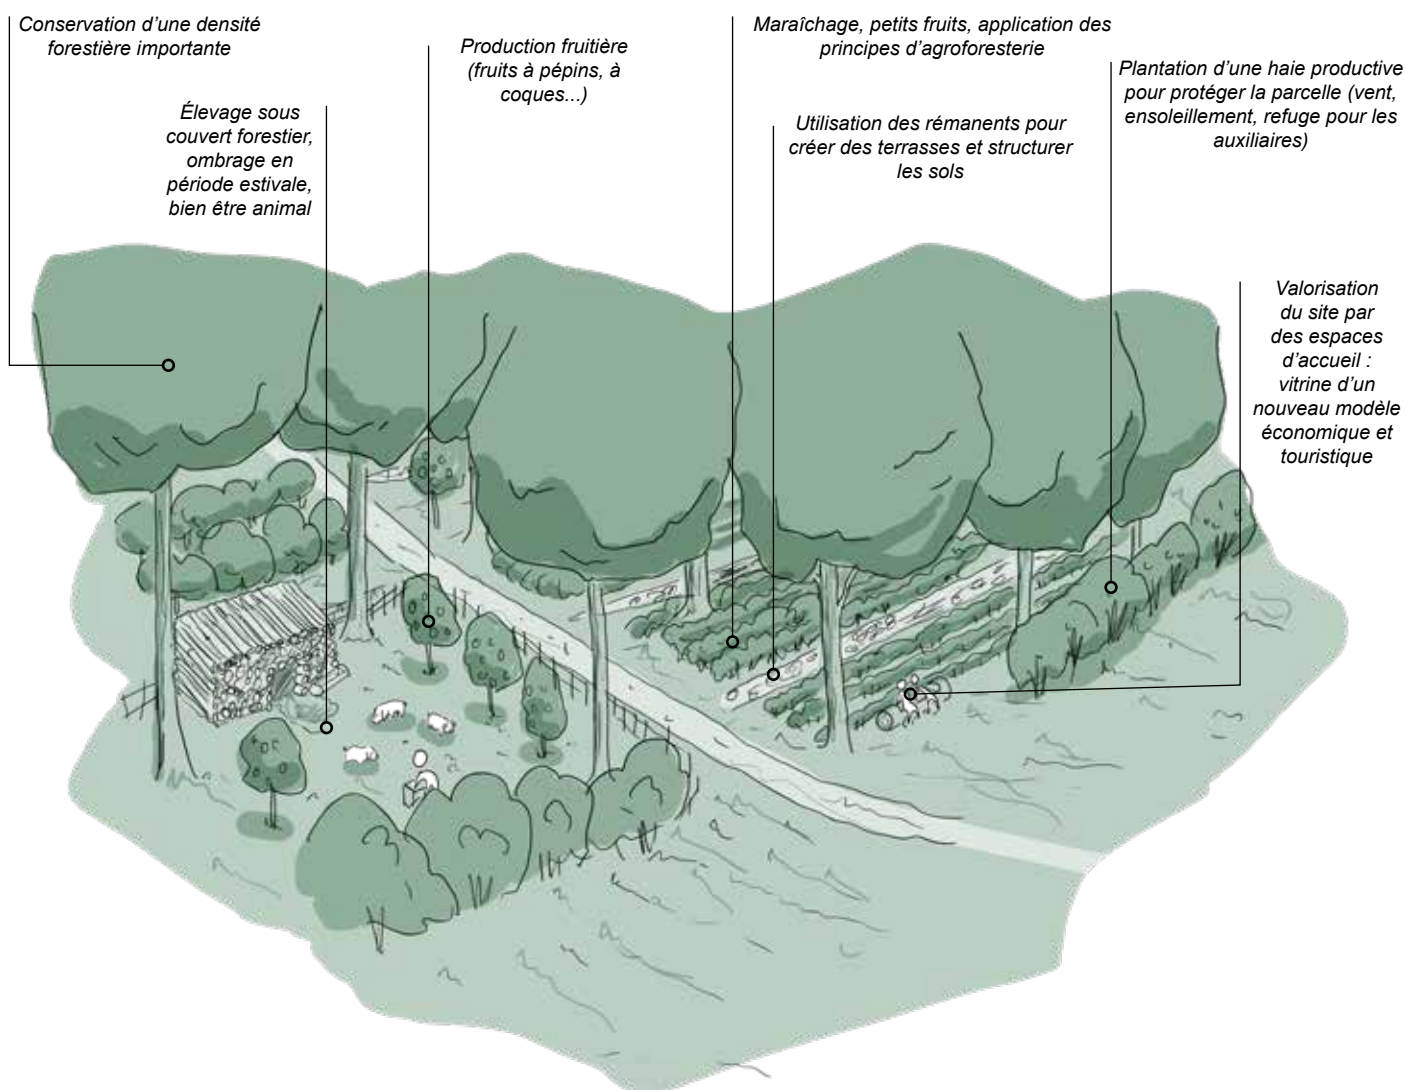 Conservation d’une densité
forestière importante
Élevage sous
couvert forestier,
ombrage en
période estivale,
bien être animal
Production fruitière
(fruits à pépins, à
coques...)
Maraîchage, petits fruits, application des
principes d’agroforesterie
Utilisation des rémanents pour
créer des terrasses et structurer
les sols
Plantation d’une haie productive
pour protéger la parcelle (vent,
ensoleillement, refuge pour les
auxiliaires)
Valorisation
du site par
des espaces
d’accueil :
vitrine d’un
nouveau modèle
économique et
touristique